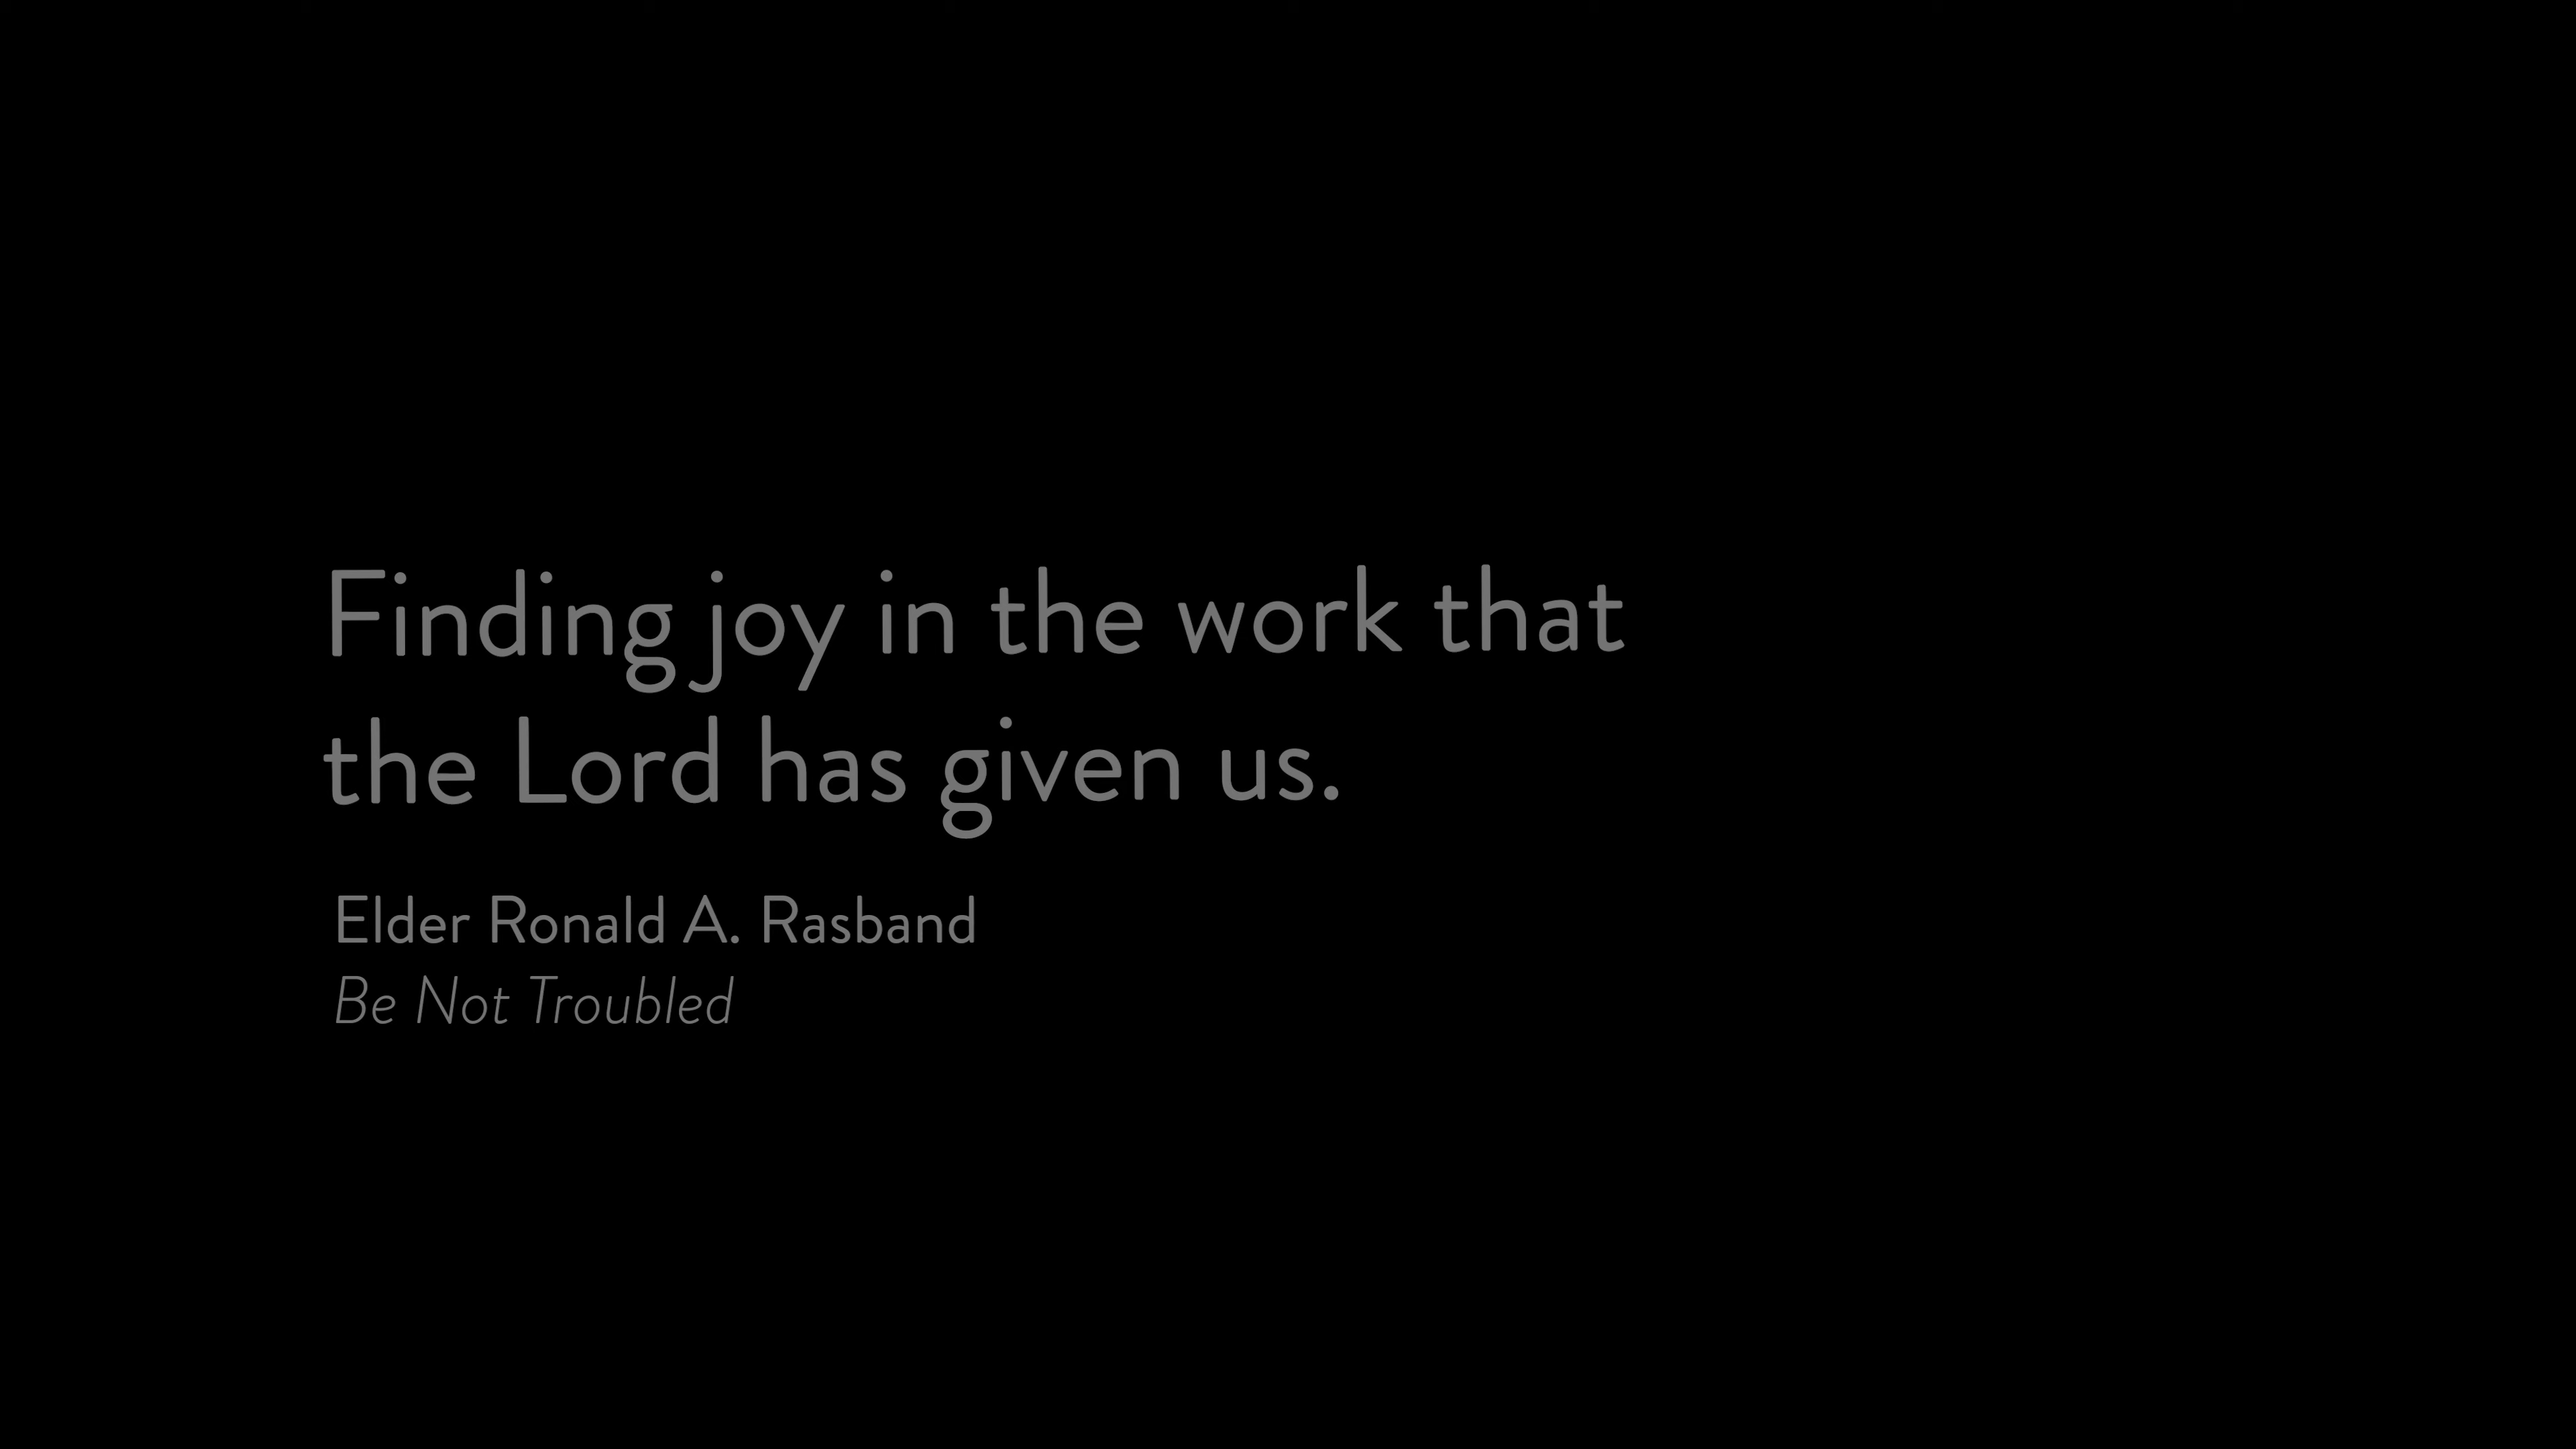 Finding joy in the work that
the Lord has given us.
Elder Ronald A. Rasband
Be Not Troubled